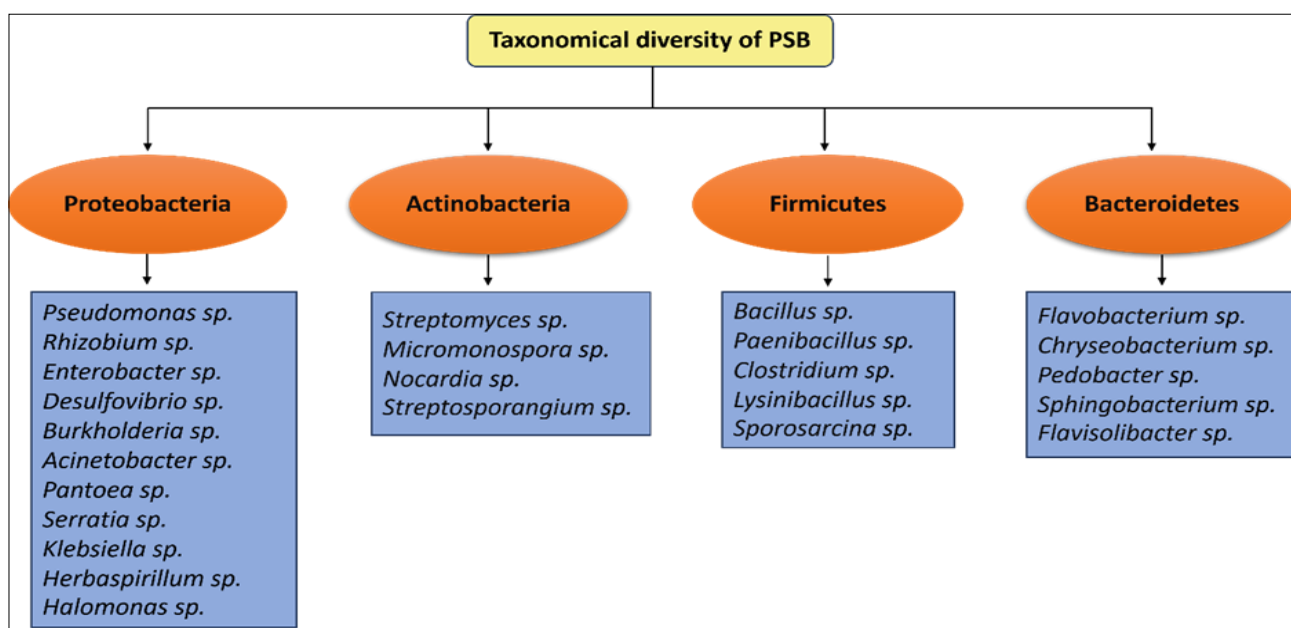 Taxonomical diversity of PSB
Proteobacteria
Actinobacteria
Firmicutes
Bacteroidetes
Pseudomonas sp.
Rhizobium sp.
Enterobacter sp.
Desulfovibrio sp.
Burkholderia sp.
Acinetobacter sp.
Pantoea sp.
Serratia sp.
Klebsiella sp.
Herbaspirillum sp.
Halomonas sp.
Streptomyces sp.
Micromonospora sp.
Nocardia sp.
Streptosporangium sp.
Bacillus sp.
Paenibacillus sp.
Clostridium sp.
Lysinibacillus sp.
Sporosarcina sp.
Flavobacterium sp.
Chryseobacterium sp.
Pedobacter sp.
Sphingobacterium sp.
Flavisolibacter sp.